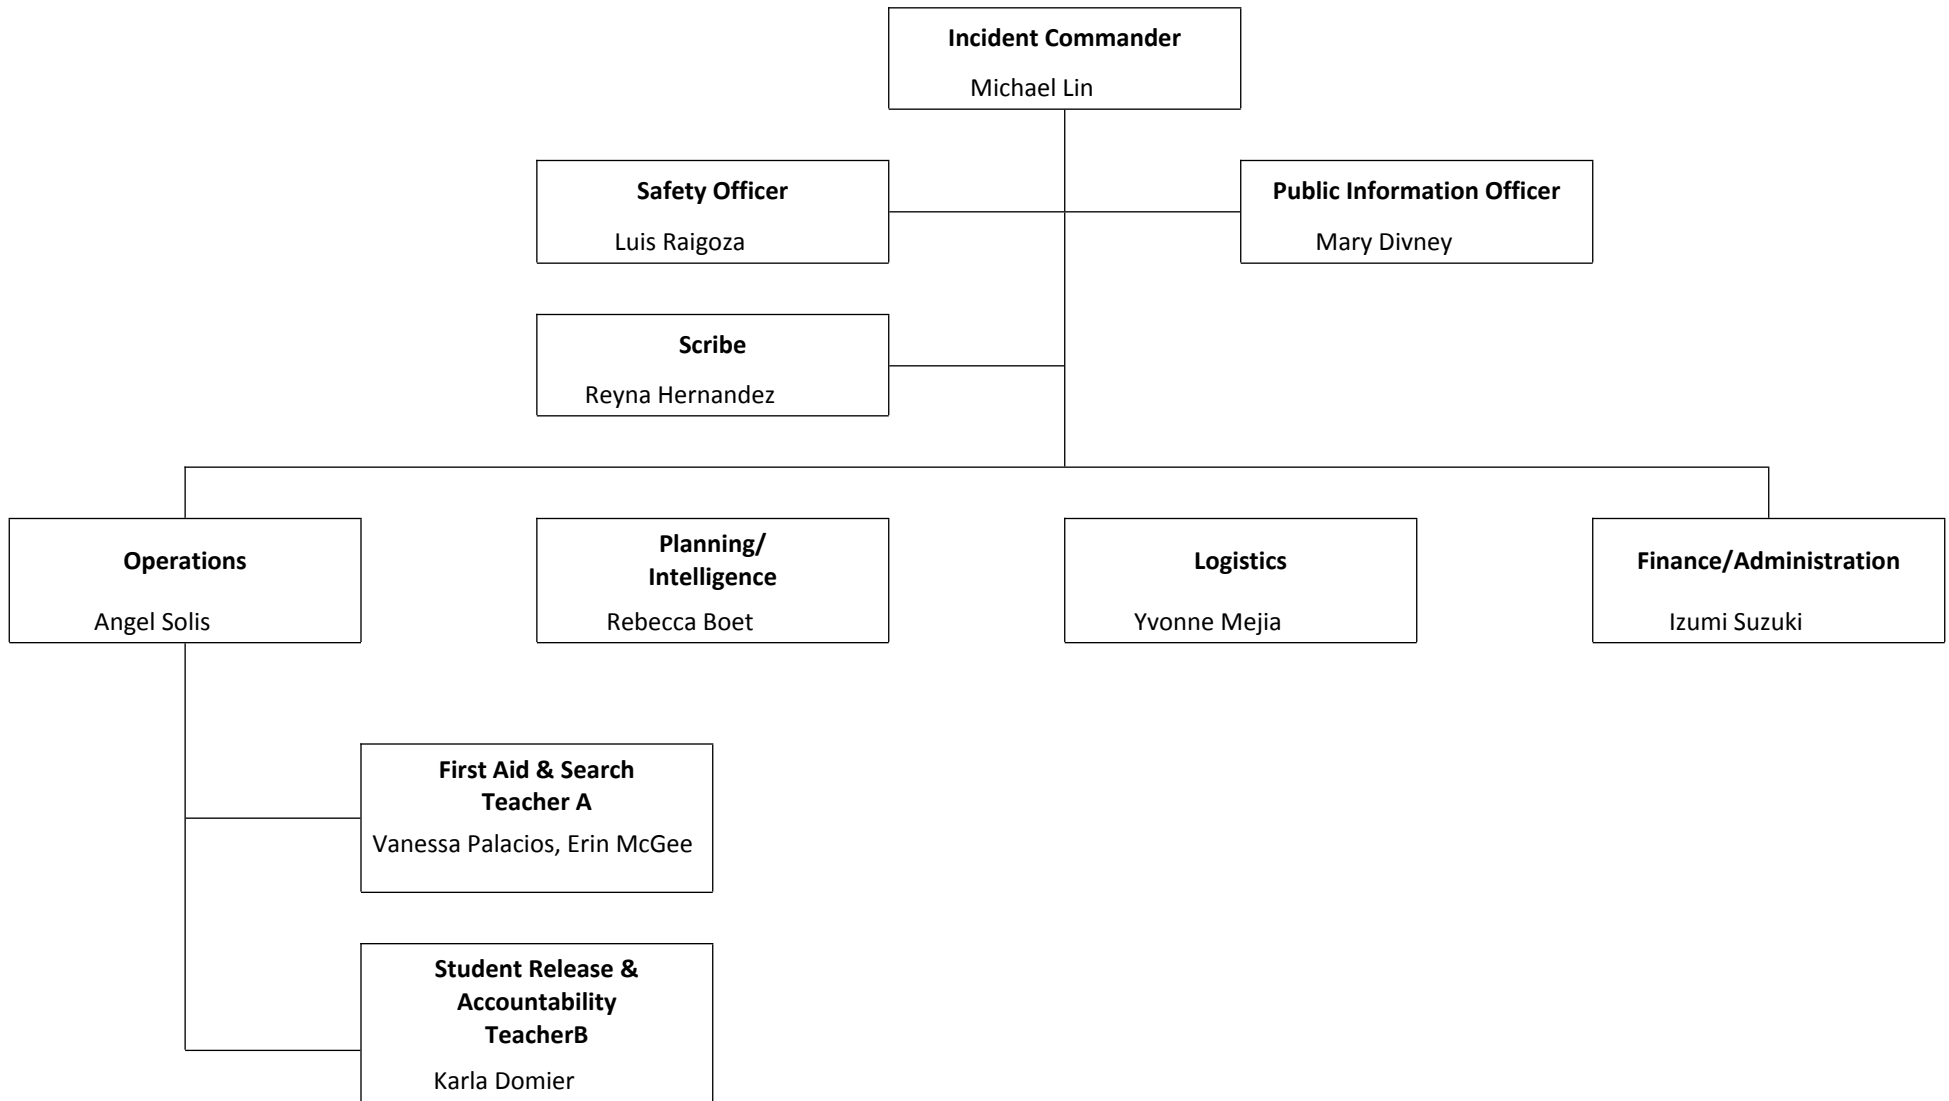 Incident Commander
Michael Lin
Safety Officer
Luis Raigoza
Public Information Officer
Mary Divney
Scribe
Reyna Hernandez
Operations
Angel Solis
Planning/
Intelligence
Rebecca Boet
Logistics
Yvonne Mejia
Finance/Administration
Izumi Suzuki
First Aid & Search
Teacher A
Vanessa Palacios, Erin McGee
Student Release &
Accountability
TeacherB
Karla Domier